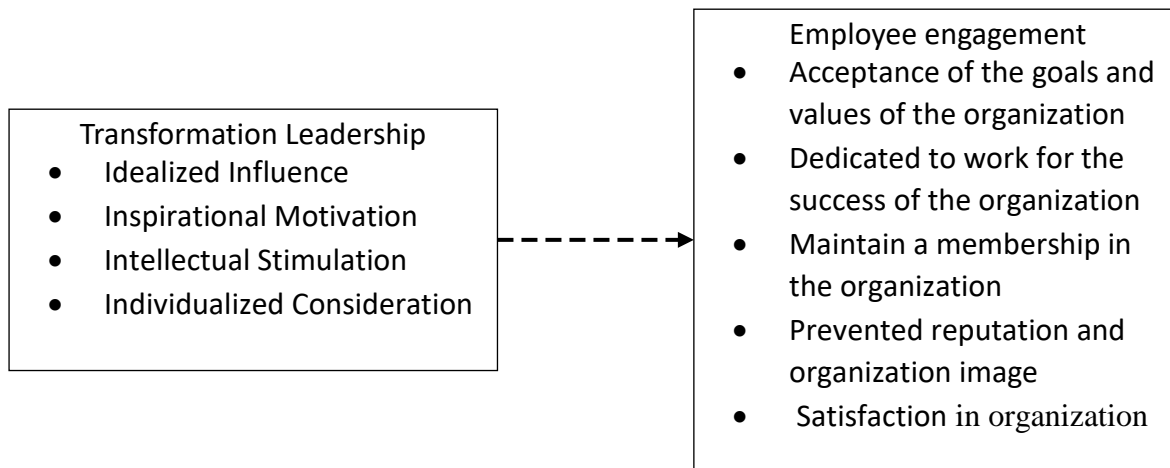 Transformation Leadership
• Idealized Influence
• Inspirational Motivation
• Intellectual Stimulation
• Individualized Consideration
Employee engagement
• Acceptance of the goals and
values of the organization
• Dedicated to work for the
success of the organization
• Maintain a membership in
the organization
• Prevented reputation and
organization image
• Satisfaction in organization